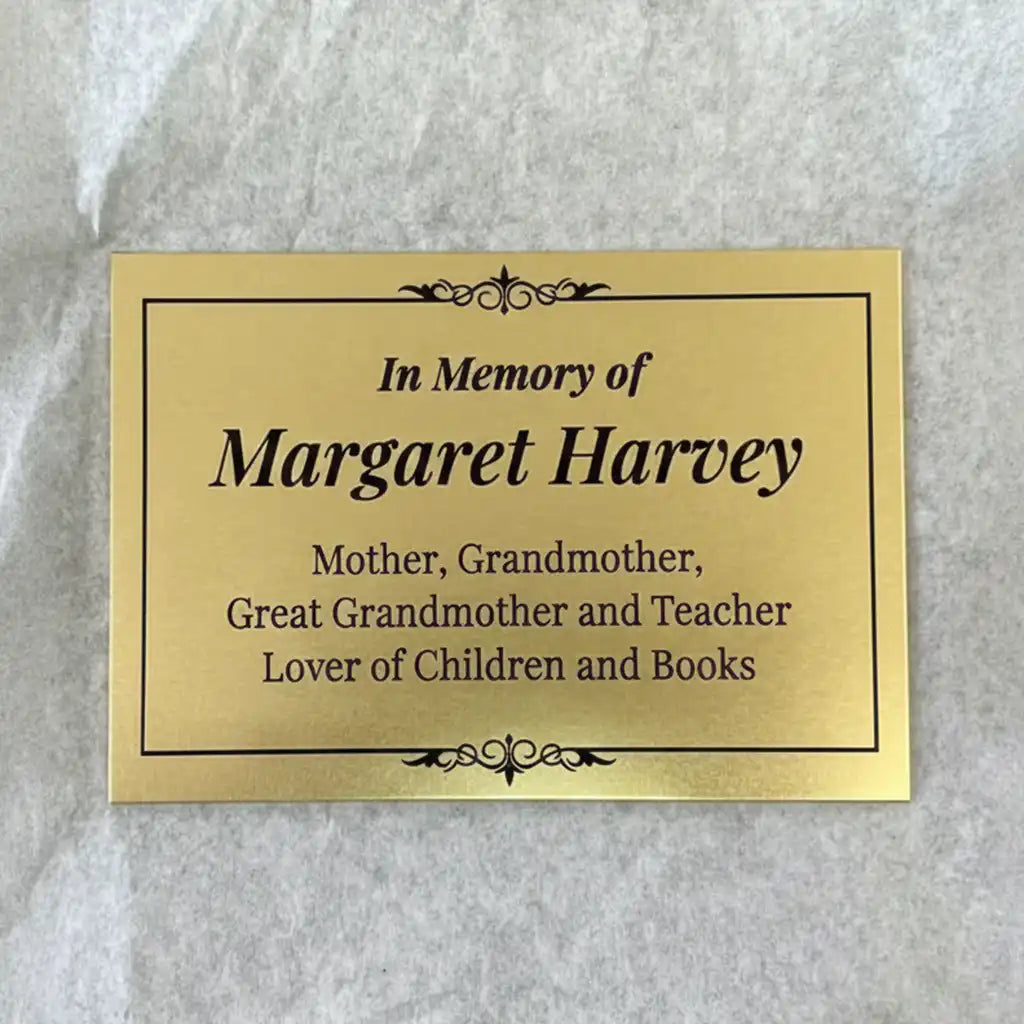 In Memory of
Margaret Harvey
Mother, Grandmother,
Great Grandmother and Teacher
Lover of Children and Books